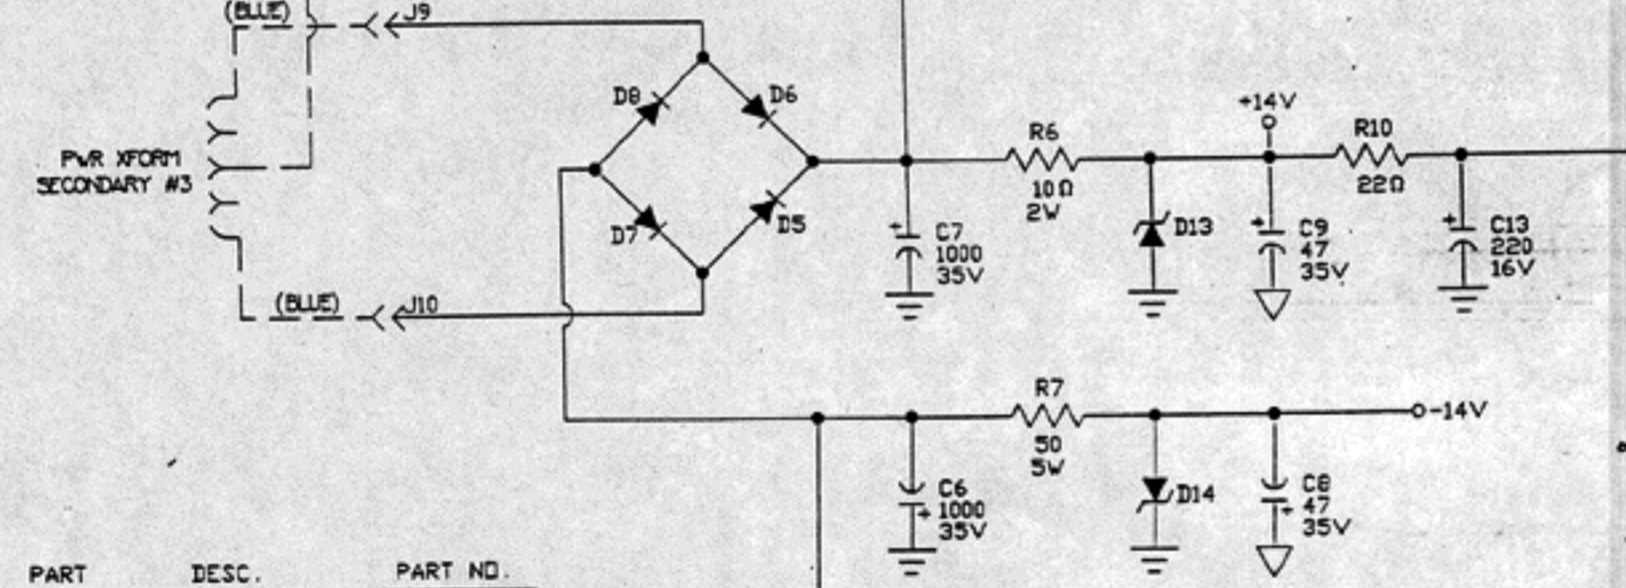 (BLUE)
J9
D8
D6
PWR XFORM
SECONDARY #3
D7
D5
(BLUE)
J10
C7
1000
35V
R6
10Ω
2W
D13
+14V
C9
47
35V
R10
22Ω
C13
220
16V
R7
50
5W
-14V
C6
1000
35V
D14
C8
47
35V
PART DESC. PART NO.